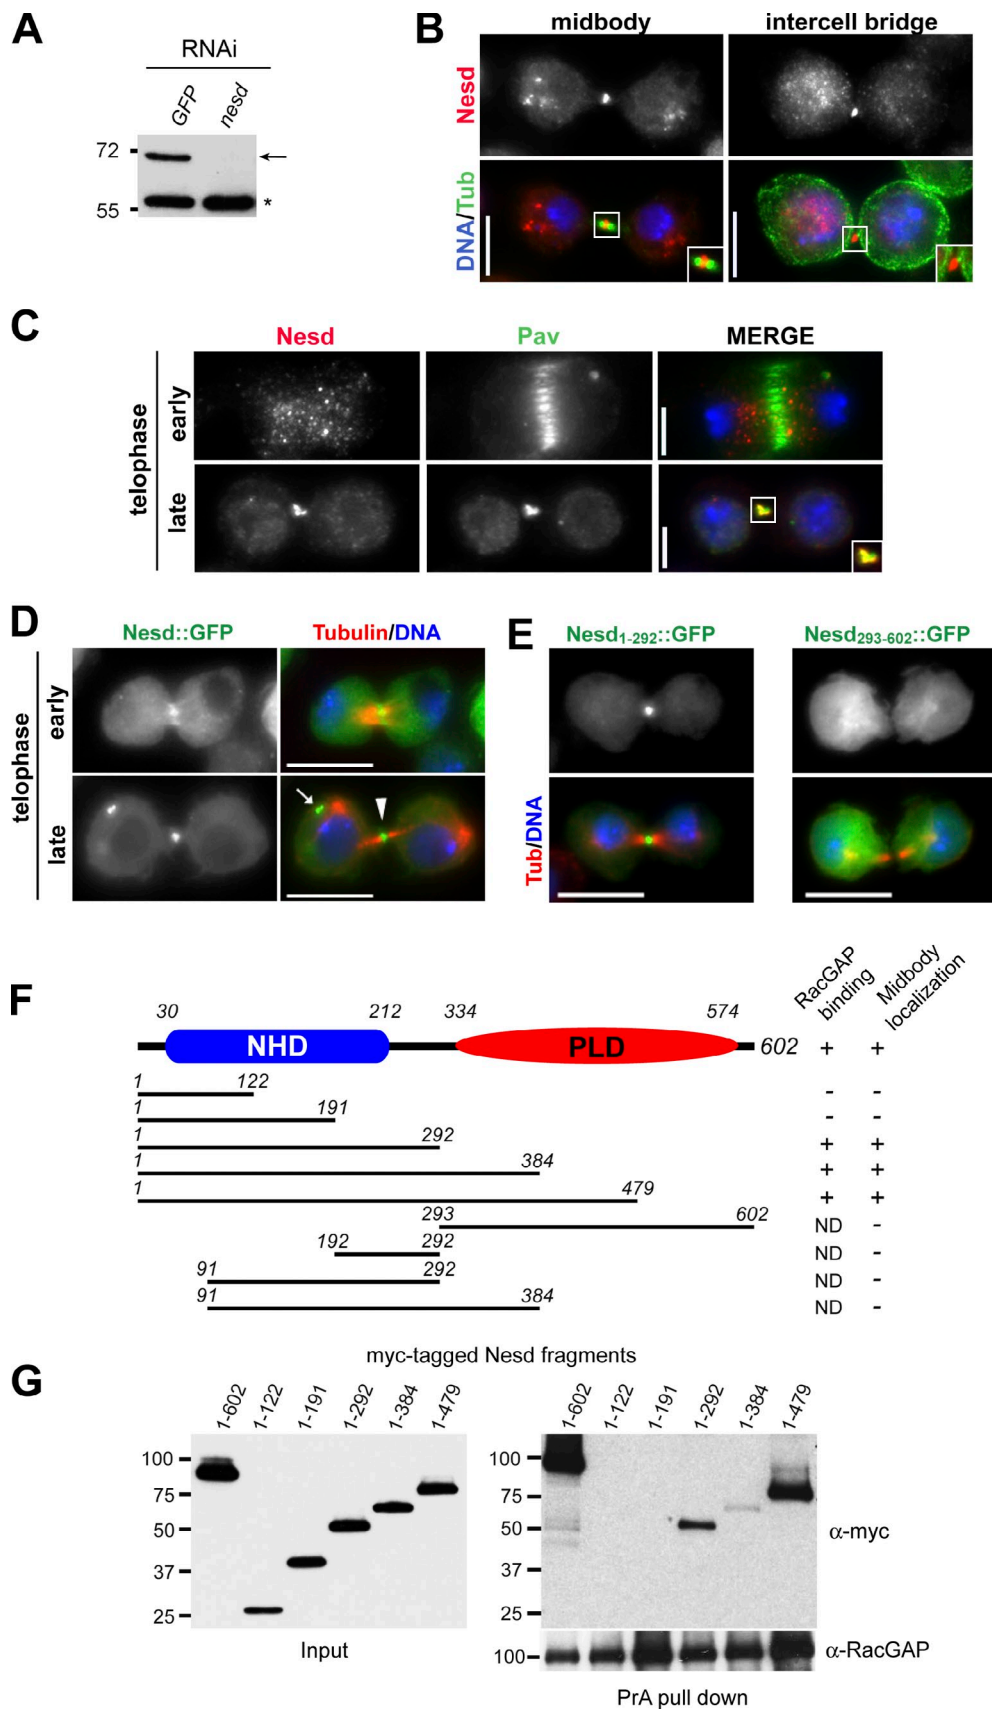 A
RNAi
GFP nesd
72
55
*
B
midbody intercell bridge
Nesd
DNA/Tub
C
Nesd Pav MERGE
telophase
early
late
D
Nesd::GFP Tubulin/DNA
telophase
early
late
E
Nesd1-292::GFP Nesd293-602::GFP
Tub/DNA
F
RacGAP binding Midbody localization
30 212 334 574
NHD PLD 602 + +
1 122 - -
1 191 - -
1 292 + +
1 384 + +
1 479 + +
293 602 ND -
192 292 ND -
91 292 ND -
91 384 ND -
G
myc-tagged Nesd fragments
1-602 1-122 1-191 1-292 1-384 1-479
100
75
50
37
25
Input
1-602 1-122 1-191 1-292 1-384 1-479
100
75
50
37
25
α-myc
100
α-RacGAP
PrA pull down